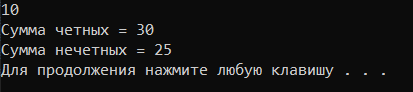 10
Сумма четных = 30
Сумма нечетных = 25
Для продолжения нажмите любую клавишу . . .